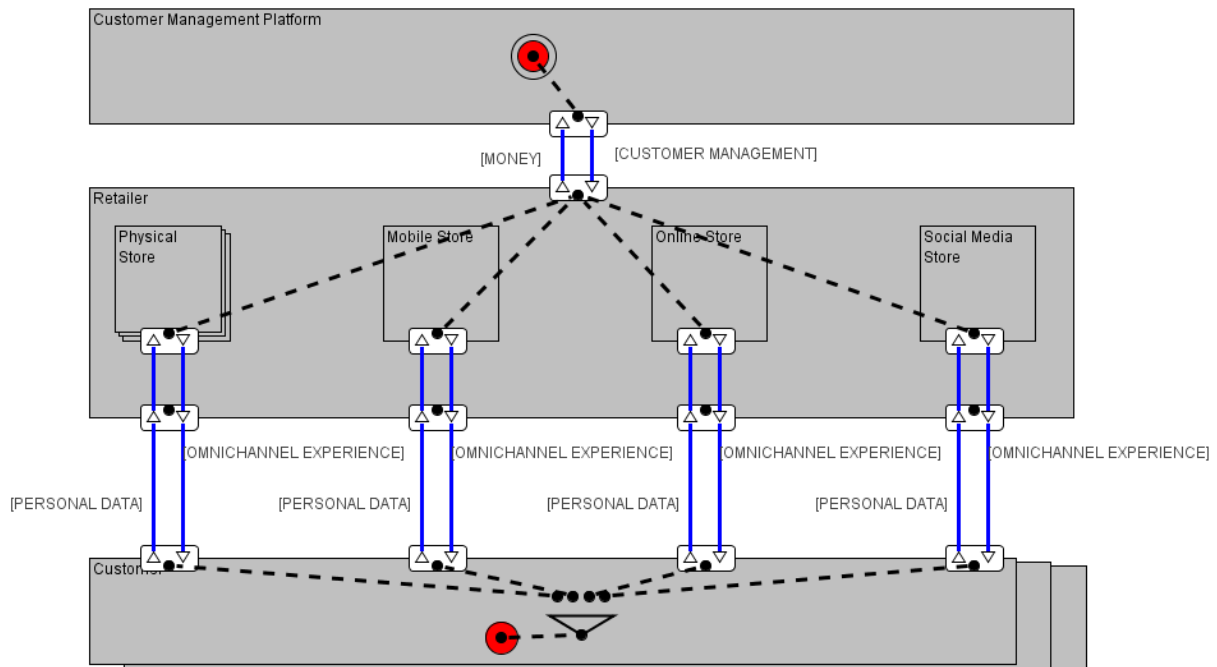 Customer Management Platform
[MONEY]
[CUSTOMER MANAGEMENT]
Retailer
Physical
Store
Mobile Store
Online Store
Social Media
Store
[OMNICHANNEL EXPERIENCE]
[OMNICHANNEL EXPERIENCE]
[OMNICHANNEL EXPERIENCE]
[OMNICHANNEL EXPERIENCE]
[PERSONAL DATA]
[PERSONAL DATA]
[PERSONAL DATA]
[PERSONAL DATA]
Customer